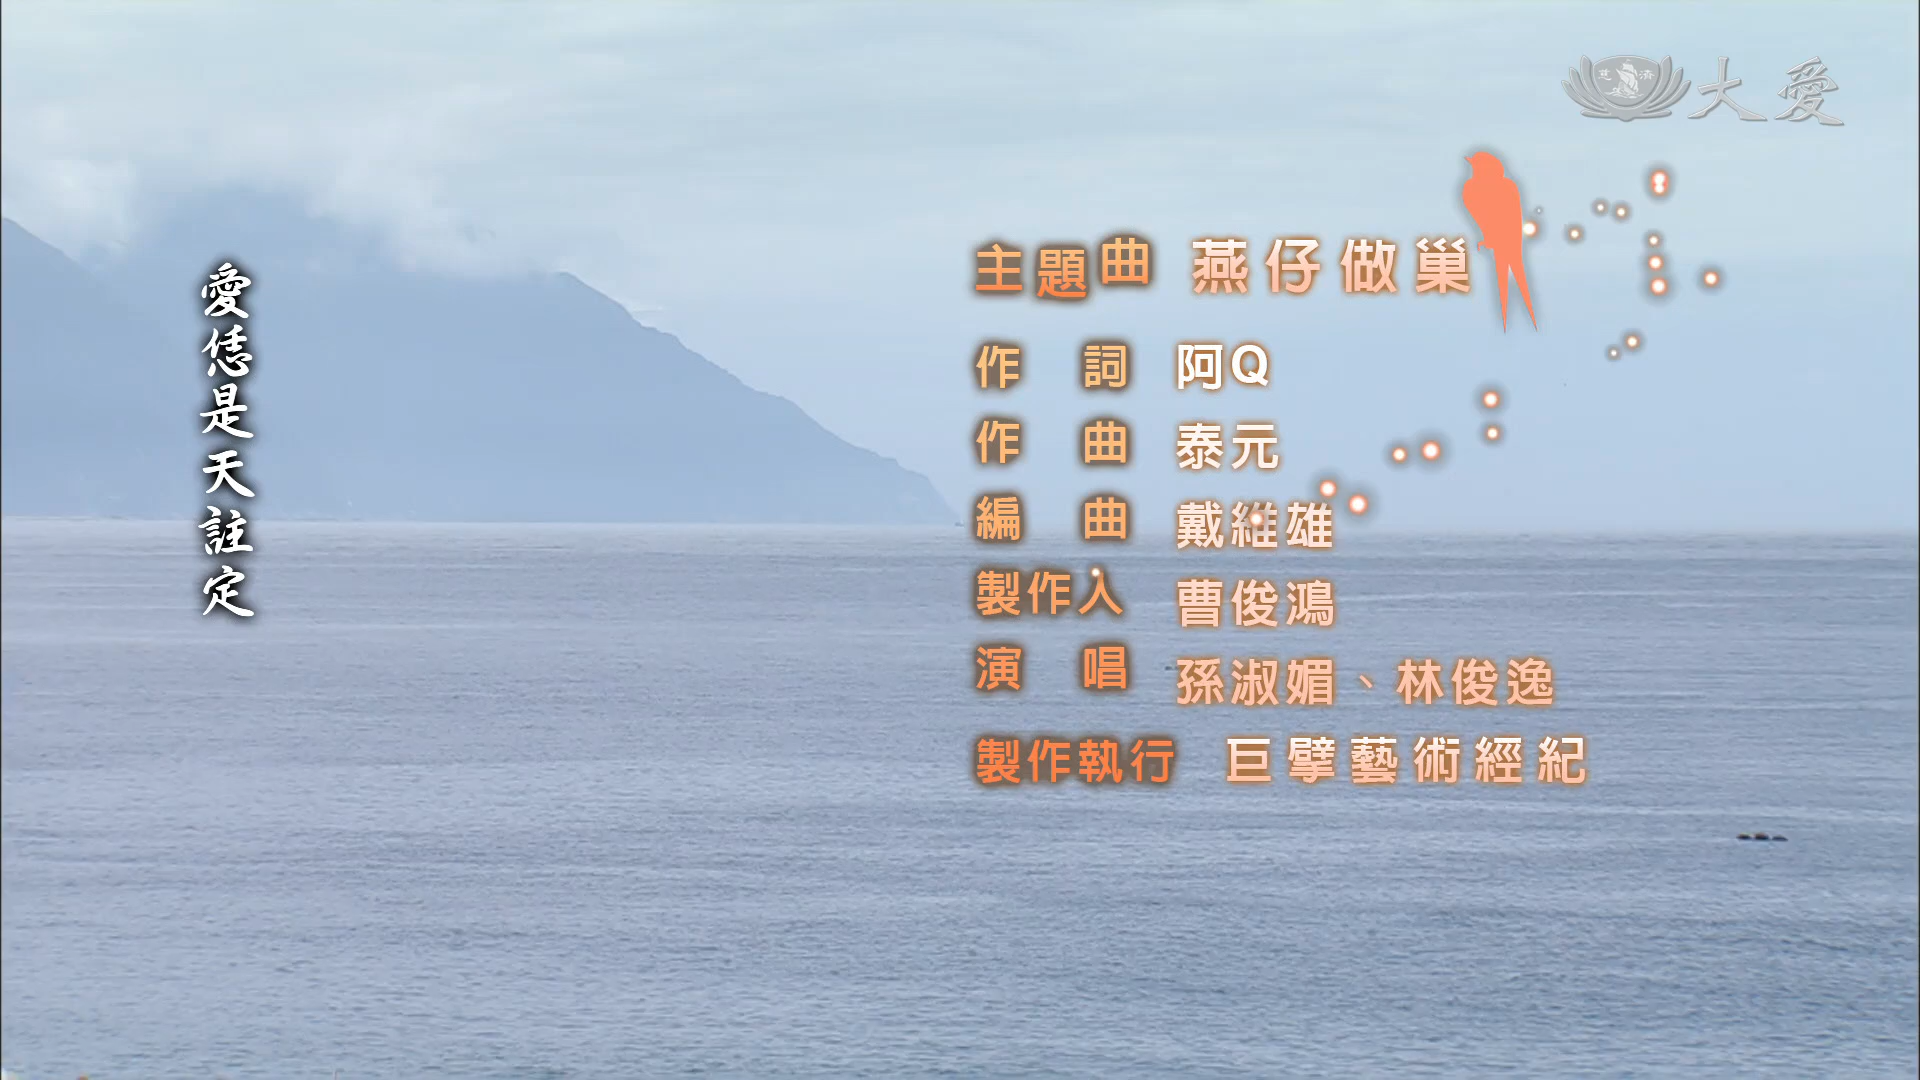 大愛
慈濟
主題曲 燕仔做巢
作詞 阿Q
作曲 泰元
編曲 戴維雄
製作人 曹俊鴻
演唱 孫淑媚、林俊逸
製作執行 巨擘藝術經紀
愛恁是天註定